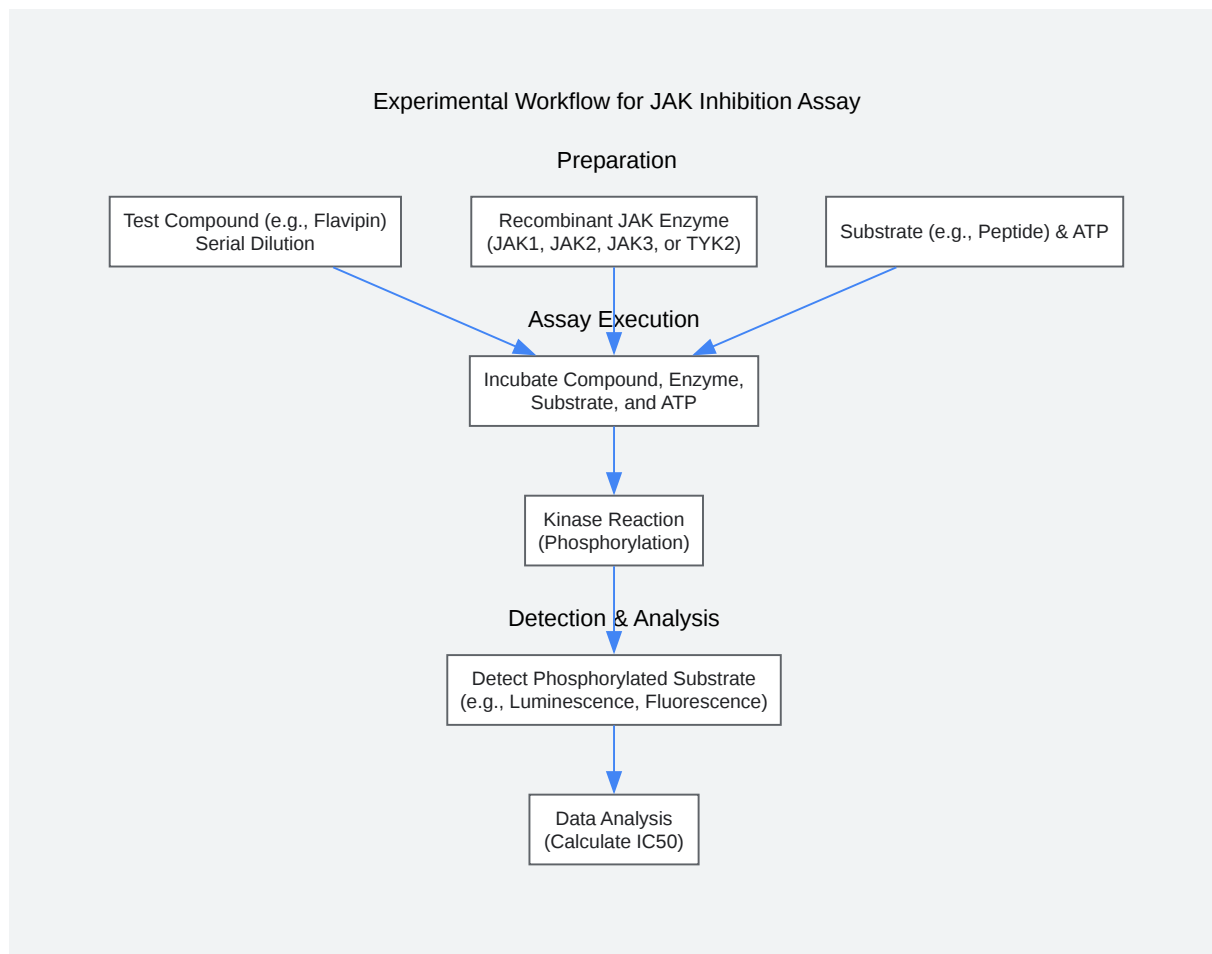 Experimental Workflow for JAK Inhibition Assay
Preparation
Test Compound (e.g., Flavipin)
Serial Dilution
Recombinant JAK Enzyme
(JAK1, JAK2, JAK3, or TYK2)
Substrate (e.g., Peptide) & ATP
Assay Execution
Incubate Compound, Enzyme,
Substrate, and ATP
Kinase Reaction
(Phosphorylation)
Detection & Analysis
Detect Phosphorylated Substrate
(e.g., Luminescence, Fluorescence)
Data Analysis
(Calculate IC50)